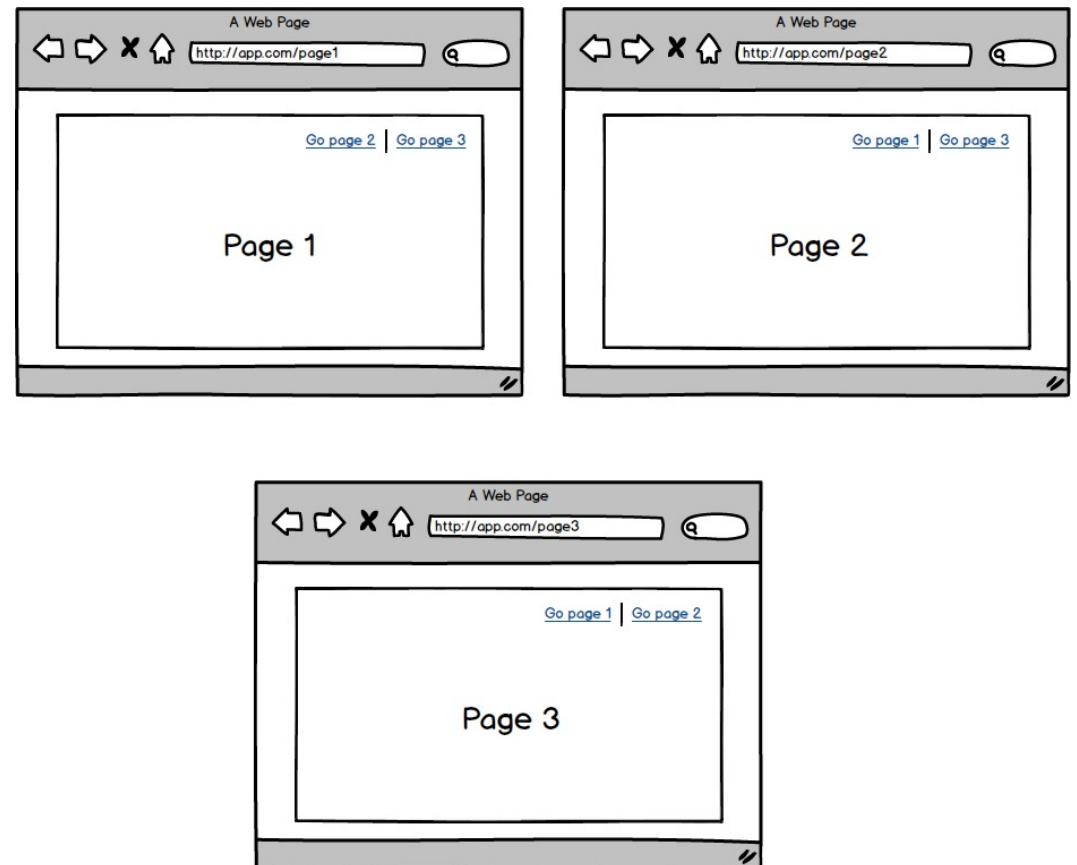 A Web Page
http://app.com/page1
Go page 2 | Go page 3
Page 1
A Web Page
http://app.com/page2
Go page 1 | Go page 3
Page 2
A Web Page
http://app.com/page3
Go page 1 | Go page 2
Page 3